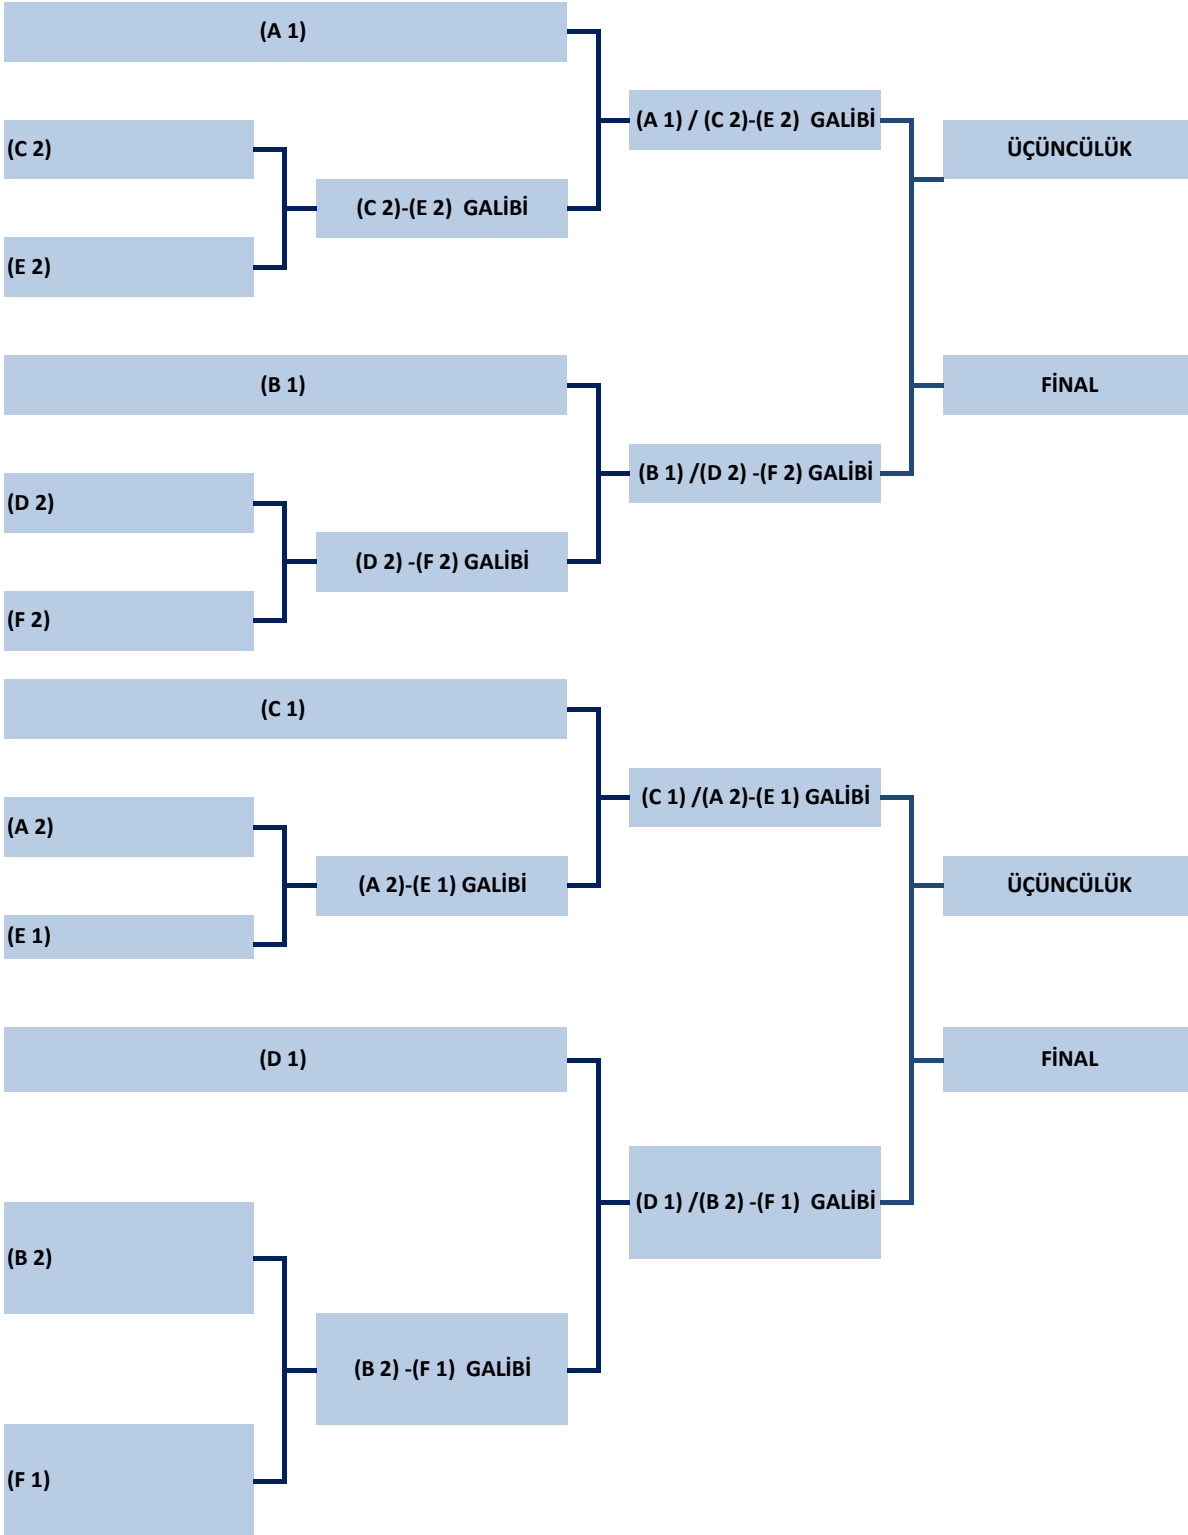 (A 1)
(A 1) / (C 2)-(E 2)  GALİBİ
ÜÇÜNCÜLÜK
(C 2)
(C 2)-(E 2)  GALİBİ
(E 2)
(B 1)
FİNAL
(B 1) /(D 2) -(F 2) GALİBİ
(D 2)
(D 2) -(F 2) GALİBİ
(F 2)
(C 1)
(C 1) /(A 2)-(E 1) GALİBİ
(A 2)
(A 2)-(E 1) GALİBİ
ÜÇÜNCÜLÜK
(E 1)
(D 1)
FİNAL
(D 1) /(B 2) -(F 1)  GALİBİ
(B 2)
(B 2) -(F 1)  GALİBİ
(F 1)